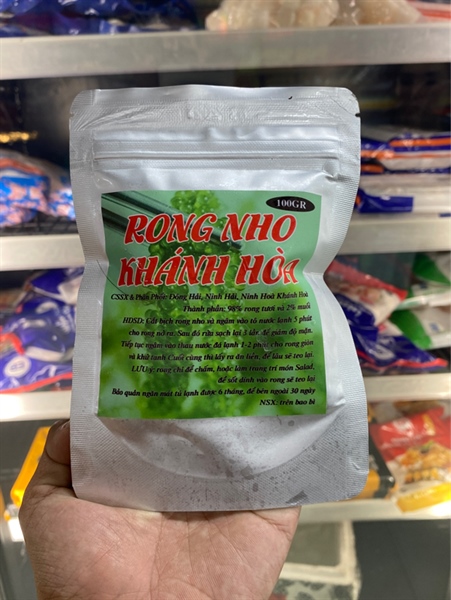 100GR
RONG NHO
KHÁNH HÒA
CSSX & Phân Phối: Đông Hải, Ninh Hải, Ninh Hoà Khánh Hoà
Thành phần: 98% rong tươi và 2% muối
HDSD: Cắt bịch rong nho và ngâm vào tô nước lạnh 5 phút
cho rong nở ra. Sau đó rửa sạch lại 1 lần để giảm độ mặn.
Tiếp tục ngâm vào thau nước đá lạnh 1-2 phút cho rong giòn
và khử tanh Cuối cùng thì lấy ra ăn liền, để lâu sẽ teo lại.
LƯU ý: rong chỉ để chấm, hoặc làm trang trí món Salad,
để sốt dính vào rong sẽ teo lại
Bảo quản ngăn mát tủ lạnh được 6 tháng, để bên ngoài 30 ngày
NSX: trên bao bì